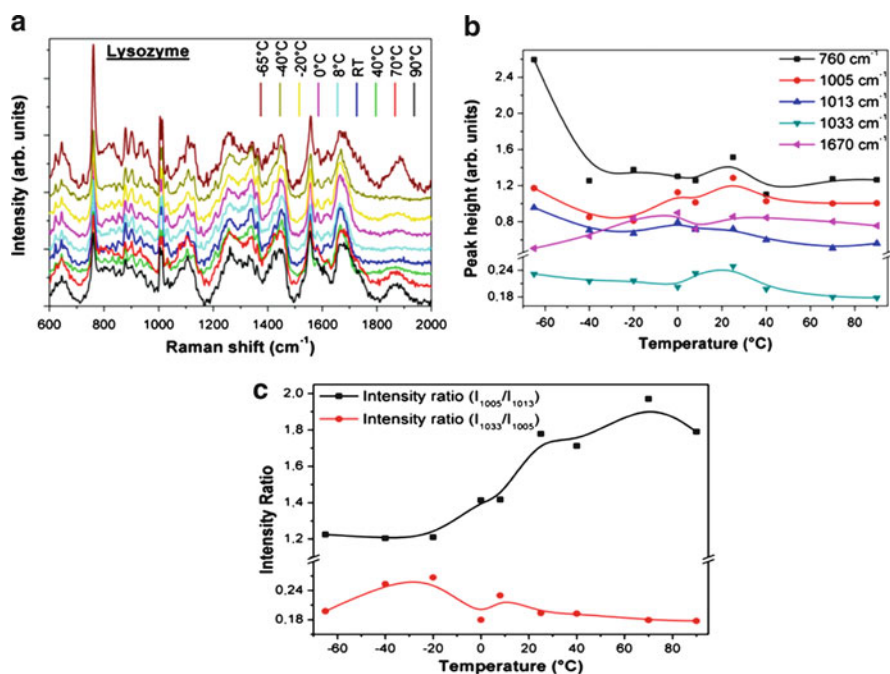 a
Lysozyme
-65°C
-40°C
-20°C
0°C
8°C
RT
40°C
70°C
90°C
Intensity (arb. units)
600 800 1000 1200 1400 1600 1800 2000
Raman shift (cm⁻¹)
b
760 cm⁻¹
1005 cm⁻¹
1013 cm⁻¹
1033 cm⁻¹
1670 cm⁻¹
Peak height (arb. units)
2.4
1.8
1.2
0.8
0.24
0.18
-60 -40 -20 0 20 40 60 80
Temperature (°C)
c
Intensity ratio (I₁₀₀₅/I₁₀₁₃)
Intensity ratio (I₁₀₃₃/I₁₀₀₅)
Intensity Ratio
2.0
1.8
1.6
1.4
1.2
0.24
0.18
-60 -40 -20 0 20 40 60 80
Temperature (°C)